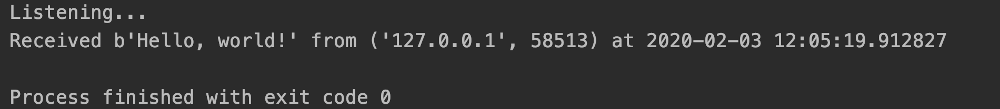 Listening...
Received b'Hello, world!' from ('127.0.0.1', 58513) at 2020-02-03 12:05:19.912827
Process finished with exit code 0